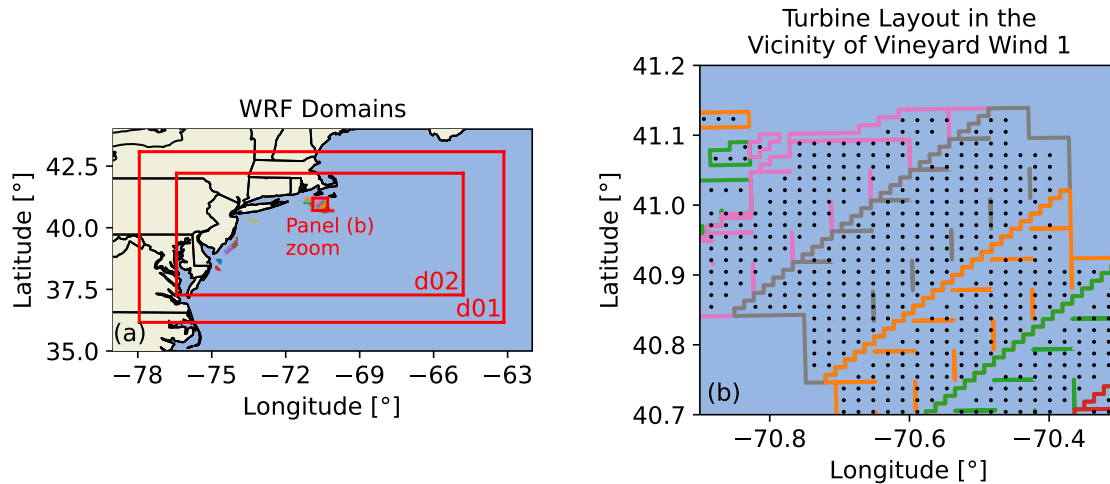 WRF Domains
42.5
40.0
37.5
35.0
Latitude [°]
Panel (b)
zoom
d02
d01
(a)
−78
−75
−72
−69
−66
−63
Longitude [°]
Turbine Layout in the
Vicinity of Vineyard Wind 1
41.2
41.1
41.0
40.9
40.8
40.7
Latitude [°]
(b)
−70.8
−70.6
−70.4
Longitude [°]